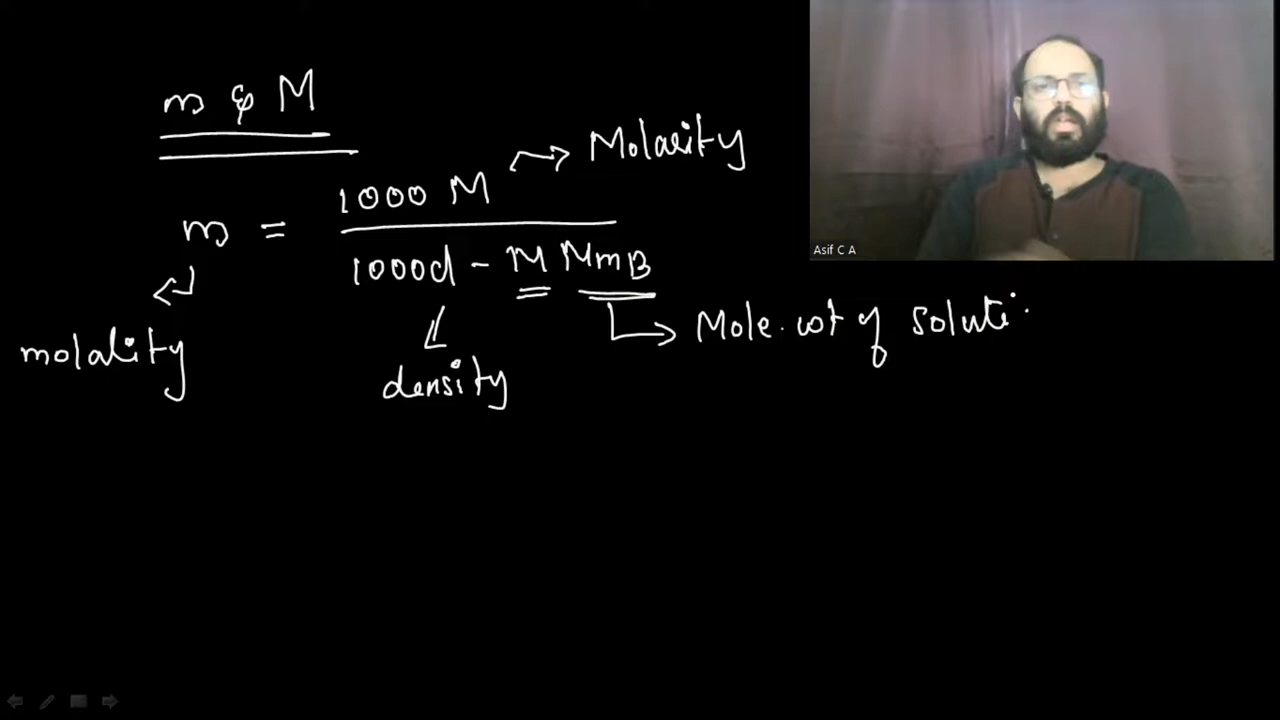 m & M
m = 1000 M / 1000d - M MmB
→ Molarity
molality
density
→ Mole. wt of soluti
Asif C A